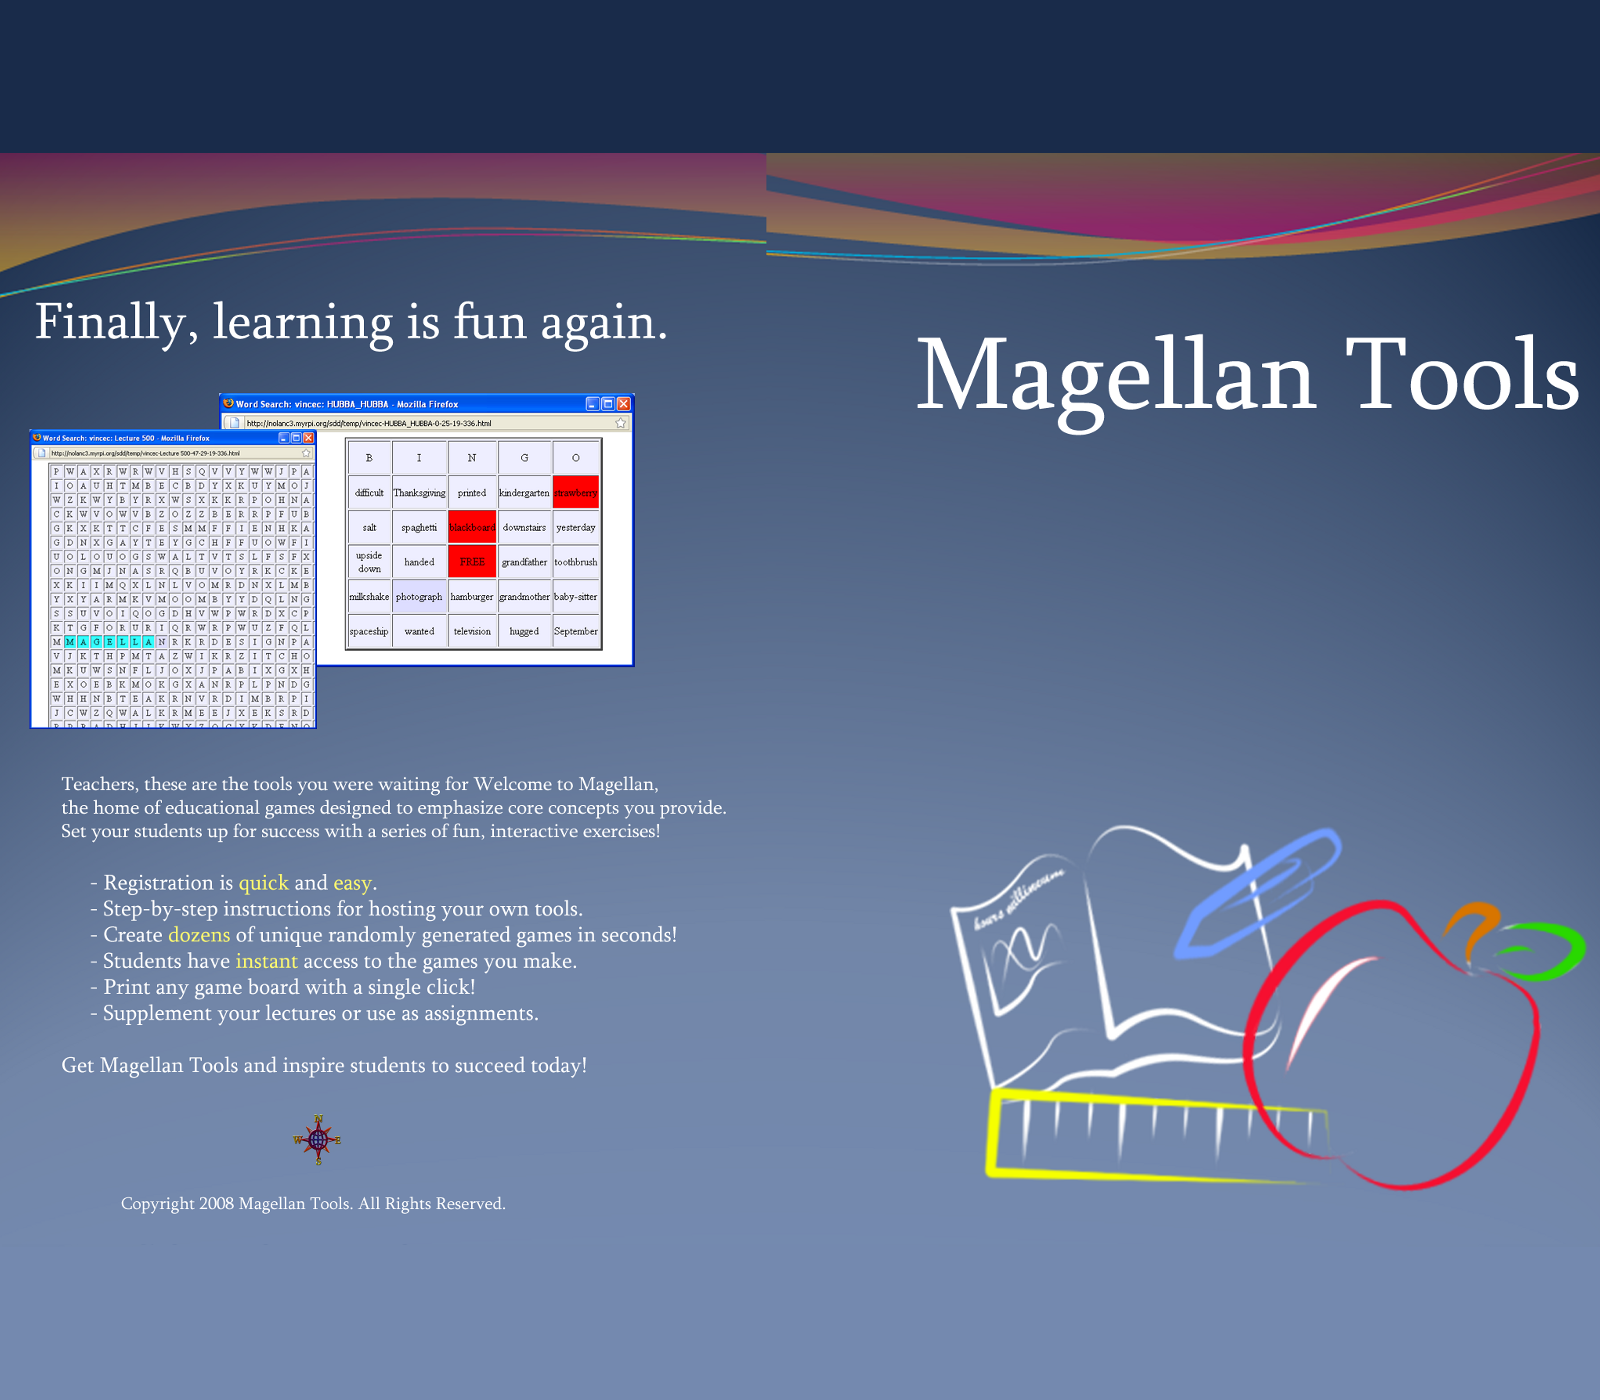 Finally, learning is fun again.
Magellan Tools
Word Search: vincec: HUBBA_HUBBA - Mozilla Firefox
http://nolanc3.myrpi.org/sdd/temp/vincec-HUBBA_HUBBA-0-25-19-336.html
B I N G O
difficult Thanksgiving printed kindergarten strawberry
salt spaghetti blackboard downstairs yesterday
upside down handed FREE grandfather toothbrush
milkshake photograph hamburger grandmother baby-sitter
spaceship wanted television hugged September
Word Search: vincec: Lecture 500 - Mozilla Firefox
http://nolanc3.myrpi.org/sdd/temp/vincec-Lecture 500-47-29-19-336.html
P W A X R W R W V H S Q V V Y W W J P A
I O A U H T M B E C B D Y X K U Y M O J
W Z K W Y B Y R X W S X K K R P O H N A
C K W V O W V B Z O Z Z B E R R P F U B
G K X K T T C F E S M M F F I E N H K A
G D N X G A Y T E Y G C H F F U O W F I
U O L O U O G S W A L T V T S L F S F X
O N G M J N A S R Q B U V O Y R K C K E
X K I I M Q X L N L V O M R D N X L M B
Y X Y A R M K V M O O M B Y Y D Q L N G
S S U V O I Q O G D H V W P W R D X C P
K T G F O R U R I Q R W R P W U Z F Q L
M M A G E L L A N R K R D E S I G N P A
V J K T H P M T A Z W I K R Z I T C H O
M K U W S N F L J O X J P A B I X G X H
E X O E B K M O K G X A N R P L P N D G
W H H N B T E A K R N V R D I M B R P I
J C W Z Q W A L K R M E E J X E K S R D
Teachers, these are the tools you were waiting for Welcome to Magellan,
the home of educational games designed to emphasize core concepts you provide.
Set your students up for success with a series of fun, interactive exercises!
- Registration is quick and easy.
- Step-by-step instructions for hosting your own tools.
- Create dozens of unique randomly generated games in seconds!
- Students have instant access to the games you make.
- Print any game board with a single click!
- Supplement your lectures or use as assignments.
Get Magellan Tools and inspire students to succeed today!
N
W E
S
Copyright 2008 Magellan Tools. All Rights Reserved.
hours